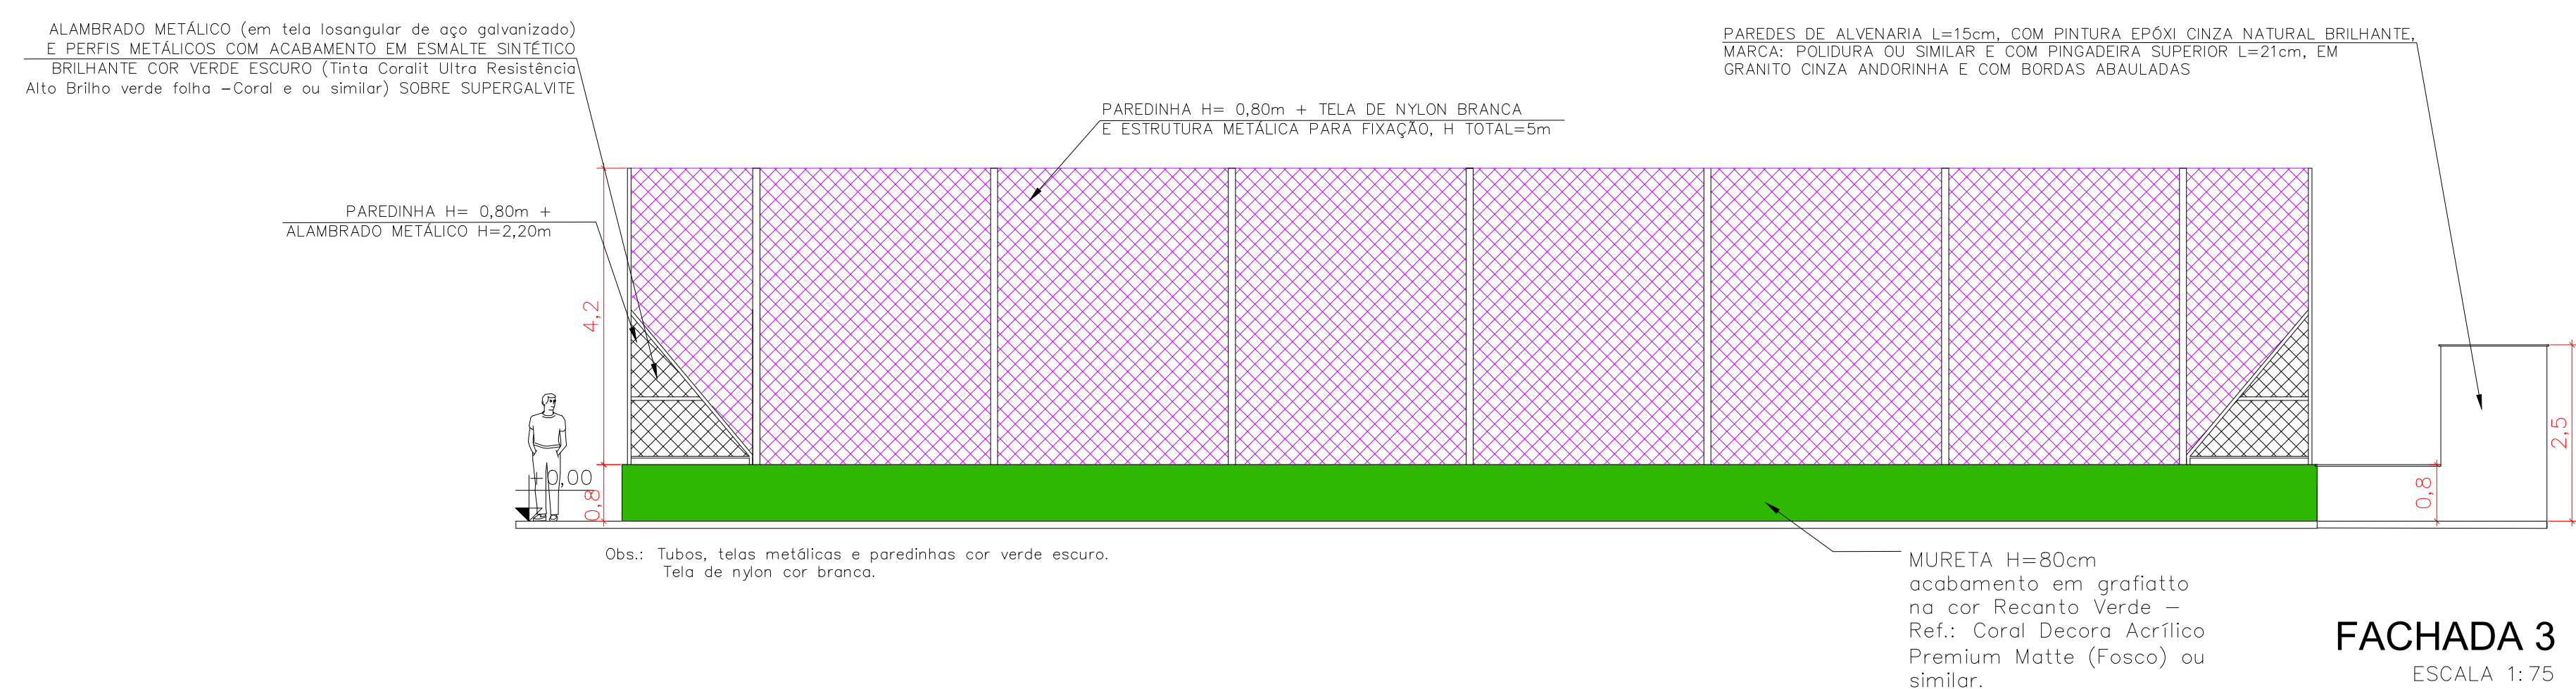 ALAMBRADO METÁLICO (em tela losangular de aço galvanizado)
E PERFIS METÁLICOS COM ACABAMENTO EM ESMALTE SINTÉTICO
BRILHANTE COR VERDE ESCURO (Tinta Coralit Ultra Resistência
Alto Brilho verde folha -Coral e ou similar) SOBRE SUPERGALVITE
PAREDES DE ALVENARIA L=15cm, COM PINTURA EPÓXI CINZA NATURAL BRILHANTE,
MARCA: POLIDURA OU SIMILAR E COM PINGADEIRA SUPERIOR L=21cm, EM
GRANITO CINZA ANDORINHA E COM BORDAS ABAULADAS
PAREDINHA H= 0,80m + TELA DE NYLON BRANCA
E ESTRUTURA METÁLICA PARA FIXAÇÃO, H TOTAL=5m
PAREDINHA H= 0,80m +
ALAMBRADO METÁLICO H=2,20m
4,2
2,5
+0,00
0,8
0,8
Obs.: Tubos, telas metálicas e paredinhas cor verde escuro.
Tela de nylon cor branca.
MURETA H=80cm
acabamento em grafiatto
na cor Recanto Verde -
Ref.: Coral Decora Acrílico
Premium Matte (Fosco) ou
similar.
FACHADA 3
ESCALA 1:75